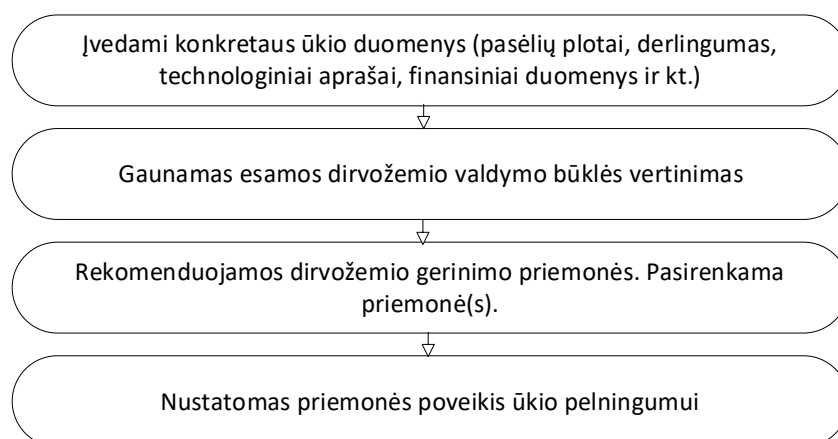 Įvedami konkretaus ūkio duomenys (pasėlių plotai, derlingumas,
technologiniai aprašai, finansiniai duomenys ir kt.)
Gaunamas esamos dirvožemio valdymo būklės vertinimas
Rekomenduojamos dirvožemio gerinimo priemonės. Pasirenkama
priemonė(s).
Nustatomas priemonės poveikis ūkio pelningumui